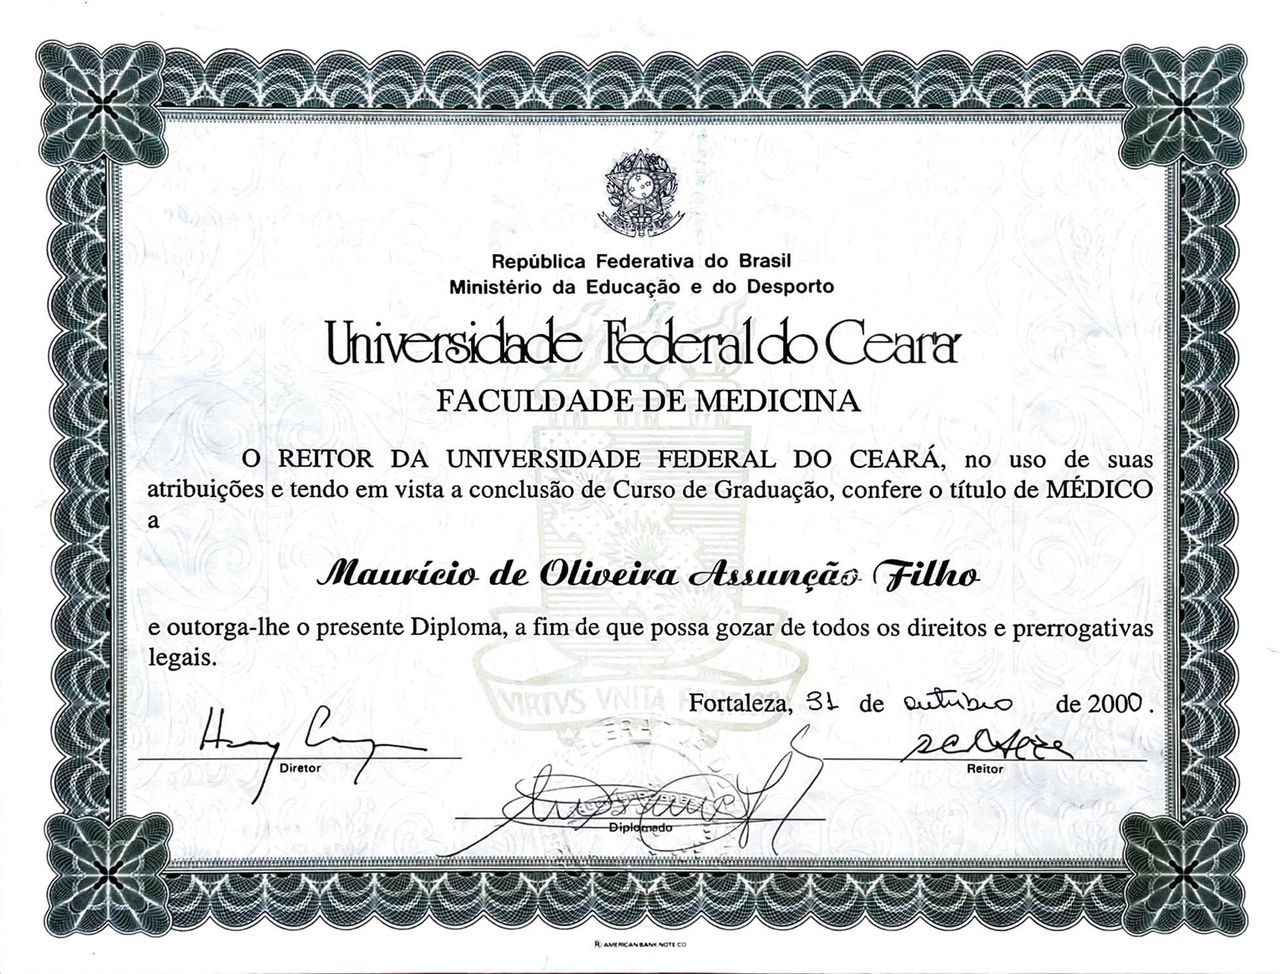 República Federativa do Brasil
Ministério da Educação e do Desporto
Universidade Federal do Ceará
FACULDADE DE MEDICINA
O REITOR DA UNIVERSIDADE FEDERAL DO CEARÁ, no uso de suas
atribuições e tendo em vista a conclusão de Curso de Graduação, confere o título de MÉDICO
a
Maurício de Oliveira Assunção Filho
e outorga-lhe o presente Diploma, a fim de que possa gozar de todos os direitos e prerrogativas
legais.
VIRTVS VNITA
Fortaleza, 31 de outubro de 2000.
Diretor
Reitor
Diplomado
AMERICAN BANK NOTE CO